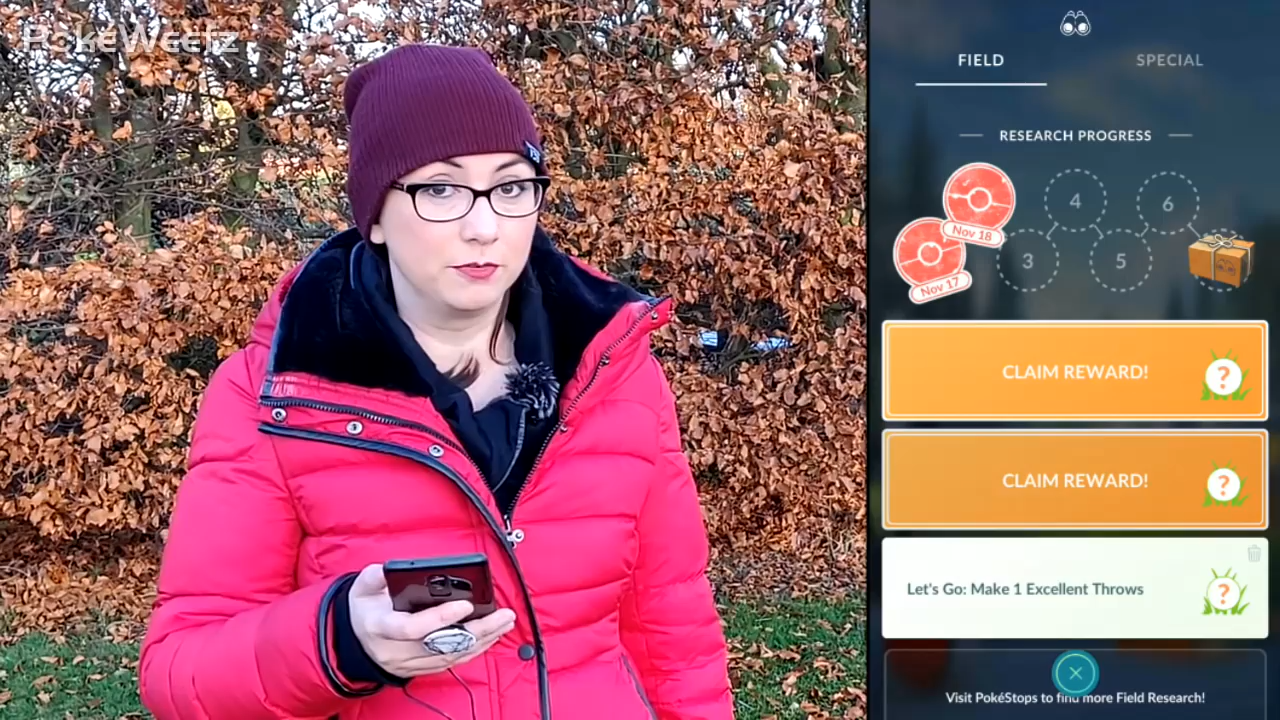 PokéWeetz
FIELD
SPECIAL
RESEARCH PROGRESS
4
6
Nov 18
3
5
Nov 17
CLAIM REWARD!
?
CLAIM REWARD!
?
Let's Go: Make 1 Excellent Throws
?
Visit PokéStops to find more Field Research!